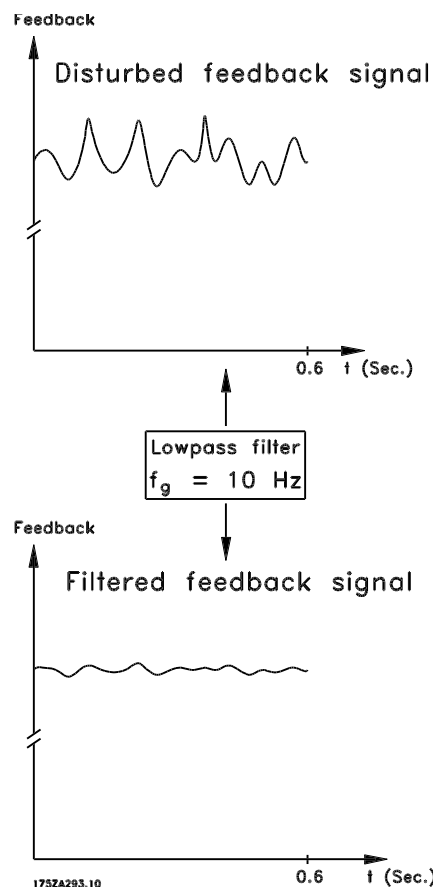 Feedback
Disturbed feedback signal
0.6 t (Sec.)
Lowpass filter
fg = 10 Hz
Feedback
Filtered feedback signal
0.6 t (Sec.)
175ZA293.10